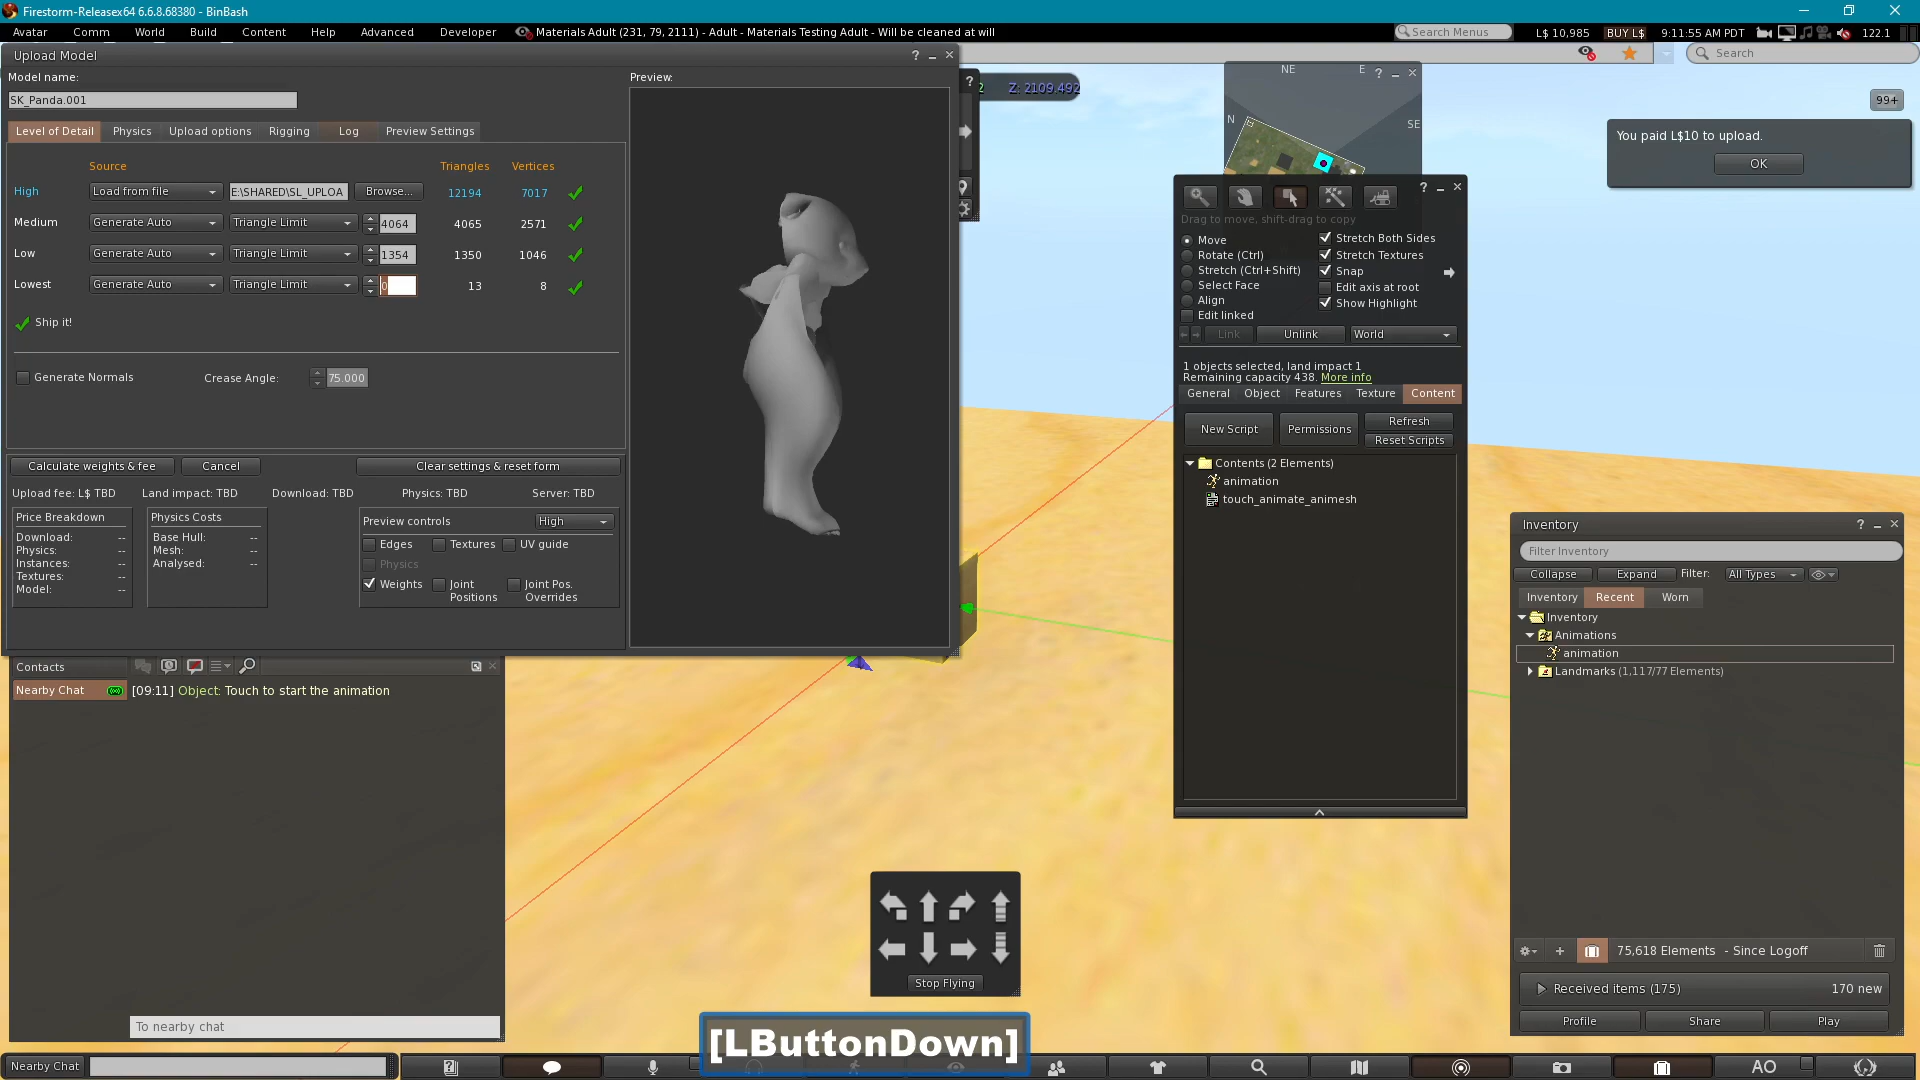 Firestorm-Releasex64 6.6.8.68380 - BinBash
Avatar Comm World Build Content Help Advanced Developer Materials Adult (231, 79, 2111) - Adult - Materials Testing Adult - Will be cleaned at will Search Menus L$ 10,985 BUY L$ 9:11:55 AM PDT 122.1
Search
Upload Model ? 
Model name:
SK_Panda.001
Level of Detail Physics Upload options Rigging Log Preview Settings
Source Triangles Vertices
High Load from file E:\SHARED\SL_UPLOA Browse... 12194 7017
Medium Generate Auto Triangle Limit 4064 4065 2571
Low Generate Auto Triangle Limit 1354 1350 1046
Lowest Generate Auto Triangle Limit 0 13 8
Ship it!
Generate Normals Crease Angle: 75.000
Calculate weights & fee Cancel Clear settings & reset form
Upload fee: L$ TBD Land impact: TBD Download: TBD Physics: TBD Server: TBD
Price Breakdown
Download: --
Physics: --
Instances: --
Textures: --
Model: --
Physics Costs
Base Hull: --
Mesh: --
Analysed: --
Preview controls High
Edges Textures UV guide
Physics
Weights Joint Positions Joint Pos. Overrides
Preview:
2 Z: 2109.492
NE E ?
N SE
99+
You paid L$10 to upload.
OK
?
Drag to move, shift-drag to copy
Move
Rotate (Ctrl)
Stretch (Ctrl+Shift)
Select Face
Align
Edit linked
Stretch Both Sides
Stretch Textures
Snap
Edit axis at root
Show Highlight
Link Unlink World
1 objects selected, land impact 1
Remaining capacity 438. More info
General Object Features Texture Content
New Script Permissions Refresh
Reset Scripts
Contents (2 Elements)
animation
touch_animate_animesh
Inventory ?
Filter Inventory
Collapse Expand Filter: All Types
Inventory Recent Worn
Inventory
Animations
animation
Landmarks (1,117/77 Elements)
75,618 Elements - Since Logoff
Received items (175) 170 new
Profile Share Play
Contacts
Nearby Chat [09:11] Object: Touch to start the animation
To nearby chat
Stop Flying
[LButtonDown]
Nearby Chat AO